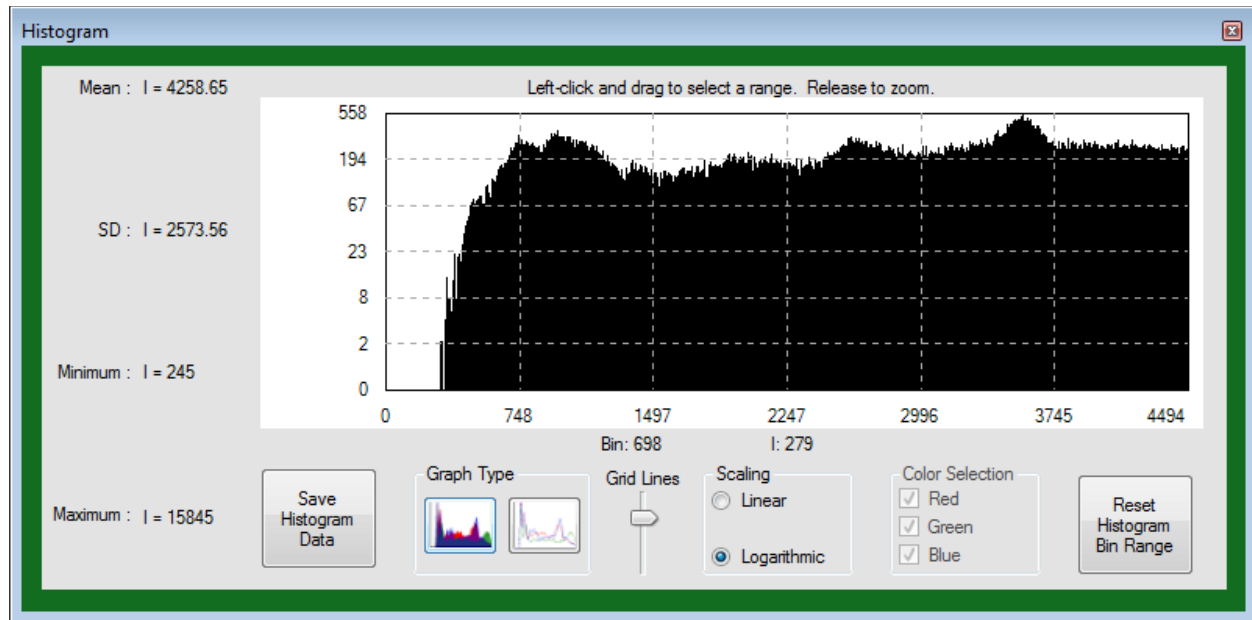 Histogram
Mean : I = 4258.65
Left-click and drag to select a range. Release to zoom.
558
194
67
SD : I = 2573.56
23
8
2
Minimum : I = 245
0
0 748 1497 2247 2996 3745 4494
Bin: 698 I: 279
Graph Type
Grid Lines
Scaling
Color Selection
Save
Histogram
Data
Linear
Logarithmic
Red
Green
Blue
Reset
Histogram
Bin Range
Maximum : I = 15845